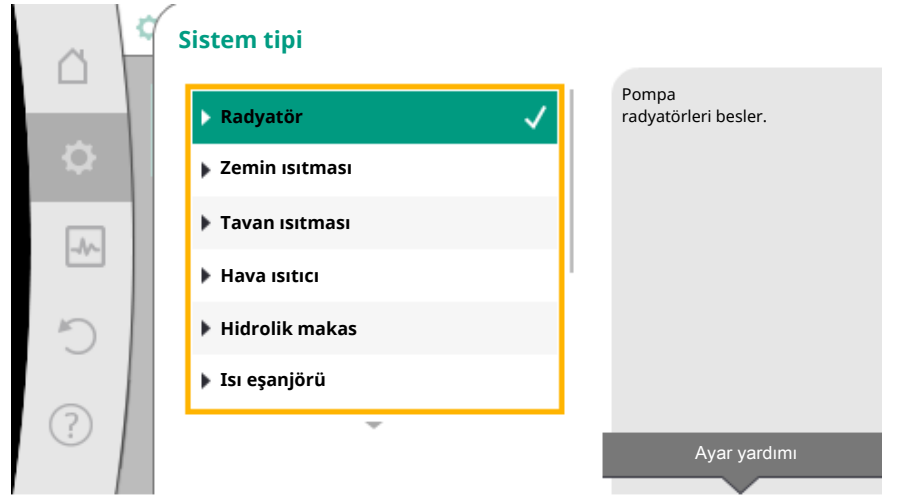 Sistem tipi
Radyatör
Zemin ısıtması
Tavan ısıtması
Hava ısıtıcı
Hidrolik makas
Isı eşanjörü
Pompa
radyatörleri besler.
Ayar yardımı
?